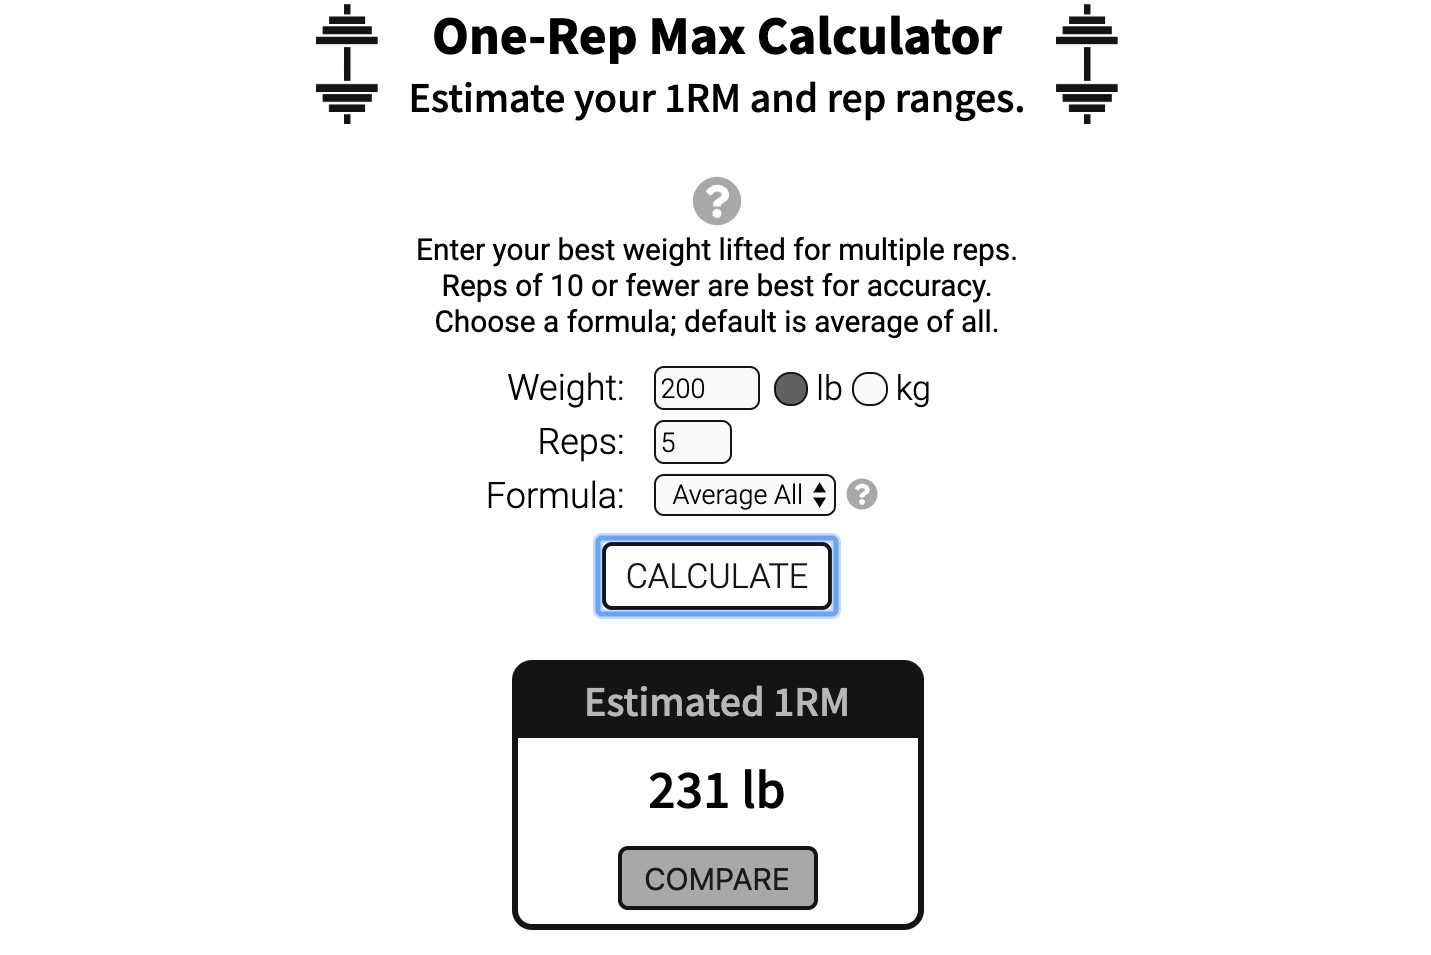 One-Rep Max Calculator
Estimate your 1RM and rep ranges.
?
Enter your best weight lifted for multiple reps.
Reps of 10 or fewer are best for accuracy.
Choose a formula; default is average of all.
Weight: 200 lb kg
Reps: 5
Formula: Average All ?
CALCULATE
Estimated 1RM
231 lb
COMPARE